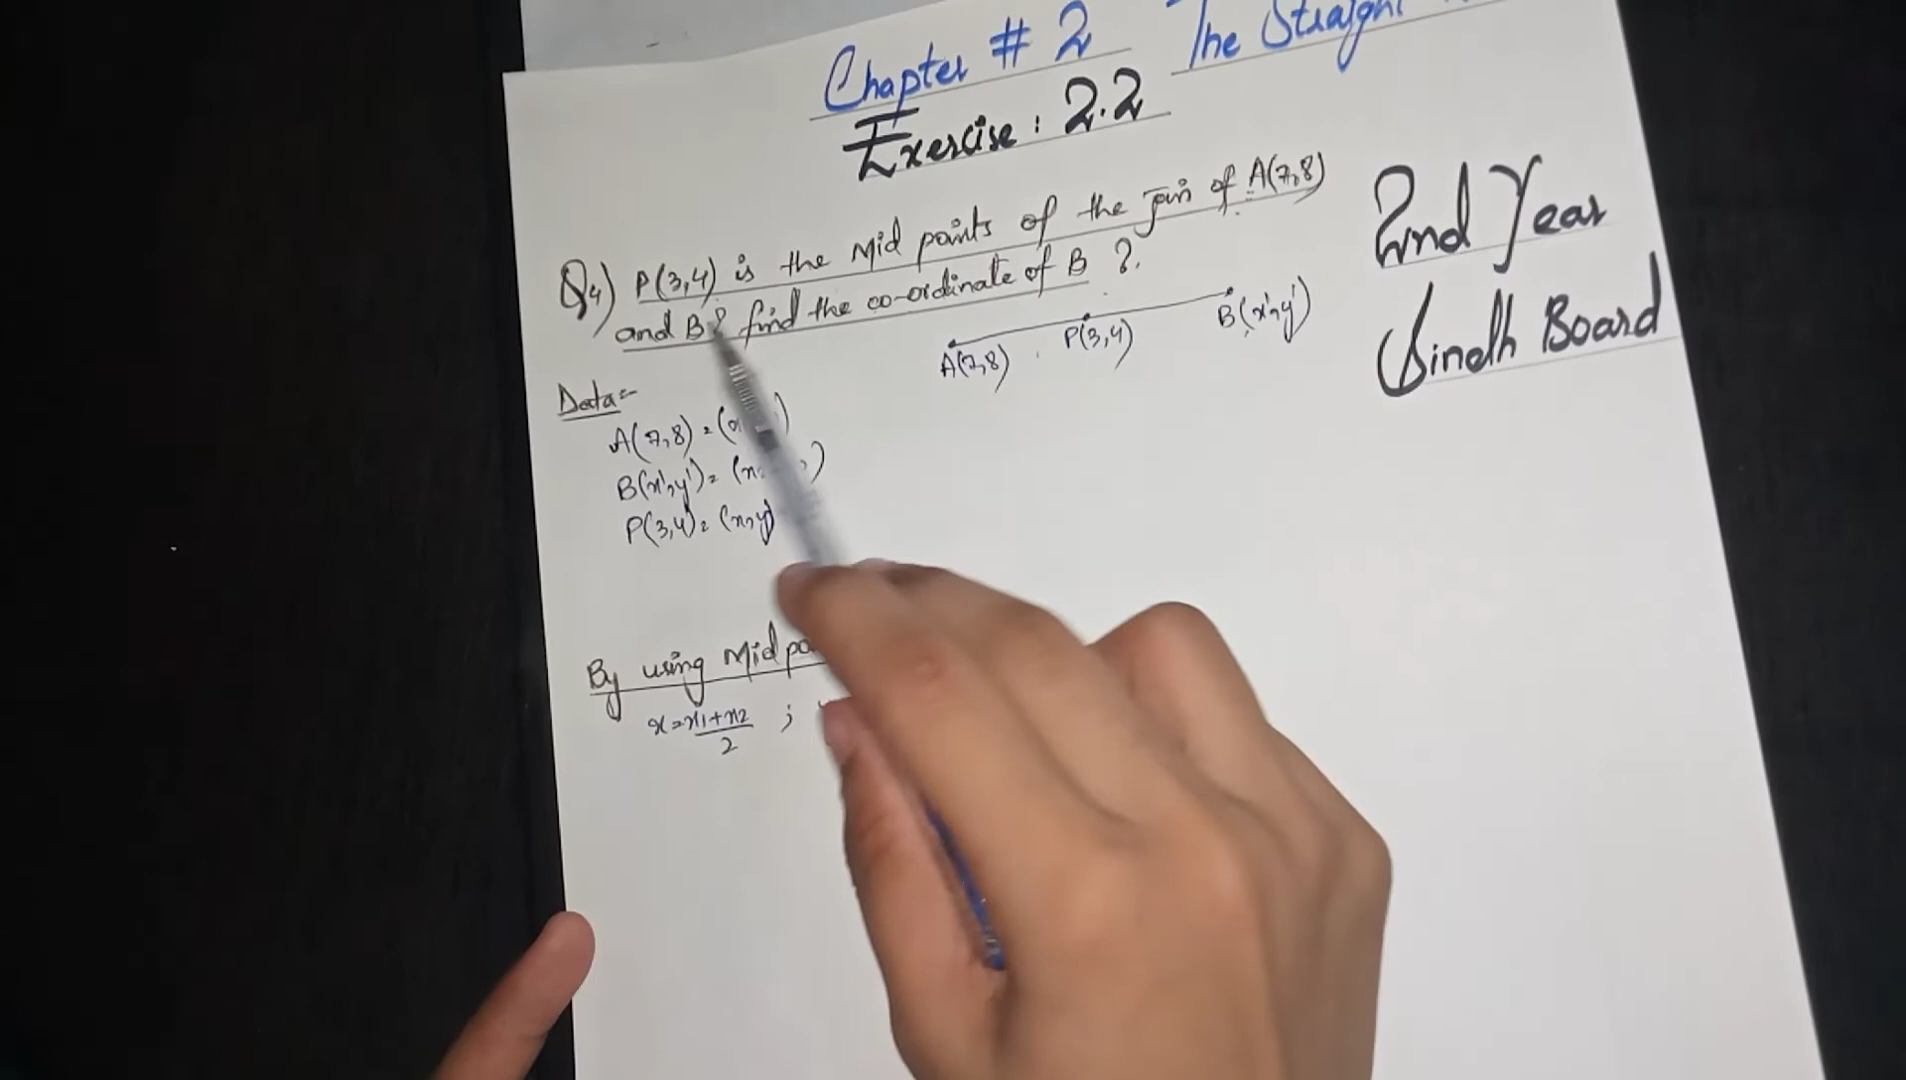 Chapter # 2 The Straight
Exercise: 2.2
Q4) P(3,4) is the Mid points of the join of A(7,8)
and B? find the co-ordinate of B ?.
A(7,8) P(3,4) B(x',y')
2nd Year
Sindh Board
Data:-
A(7,8) = (
B(x',y') = (x )
P(3,4) = (x,y)
By using Mid
x = x1+x2/2 ;